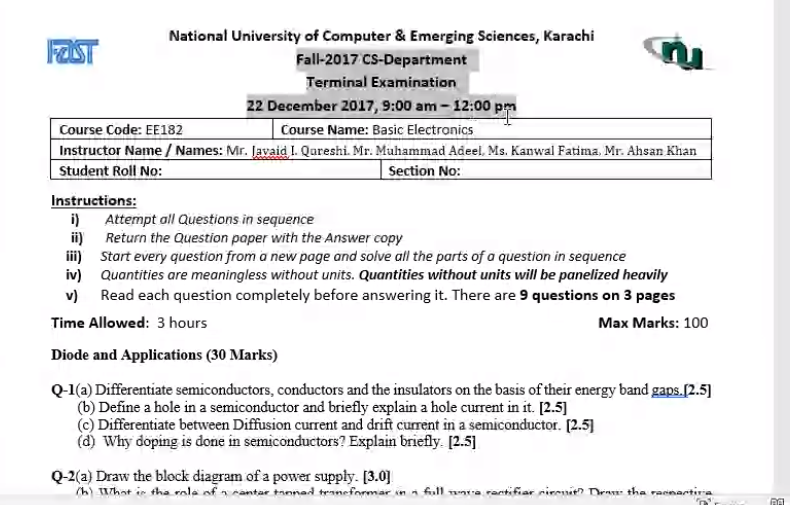 National University of Computer & Emerging Sciences, Karachi
FAST
Fall-2017 CS-Department
nu
Terminal Examination
22 December 2017, 9:00 am – 12:00 pm
Course Code: EE182 Course Name: Basic Electronics
Instructor Name / Names: Mr. Javaid I. Qureshi. Mr. Muhammad Adeel, Ms. Kanwal Fatima, Mr. Ahsan Khan
Student Roll No: Section No:
Instructions:
i) Attempt all Questions in sequence
ii) Return the Question paper with the Answer copy
iii) Start every question from a new page and solve all the parts of a question in sequence
iv) Quantities are meaningless without units. Quantities without units will be panelized heavily
v) Read each question completely before answering it. There are 9 questions on 3 pages
Time Allowed: 3 hours Max Marks: 100
Diode and Applications (30 Marks)
Q-1(a) Differentiate semiconductors, conductors and the insulators on the basis of their energy band gaps.[2.5]
(b) Define a hole in a semiconductor and briefly explain a hole current in it. [2.5]
(c) Differentiate between Diffusion current and drift current in a semiconductor. [2.5]
(d) Why doping is done in semiconductors? Explain briefly. [2.5]
Q-2(a) Draw the block diagram of a power supply. [3.0]
(b) What is the role of a center tapped transformer in a full wave rectifier circuit? Draw the respective